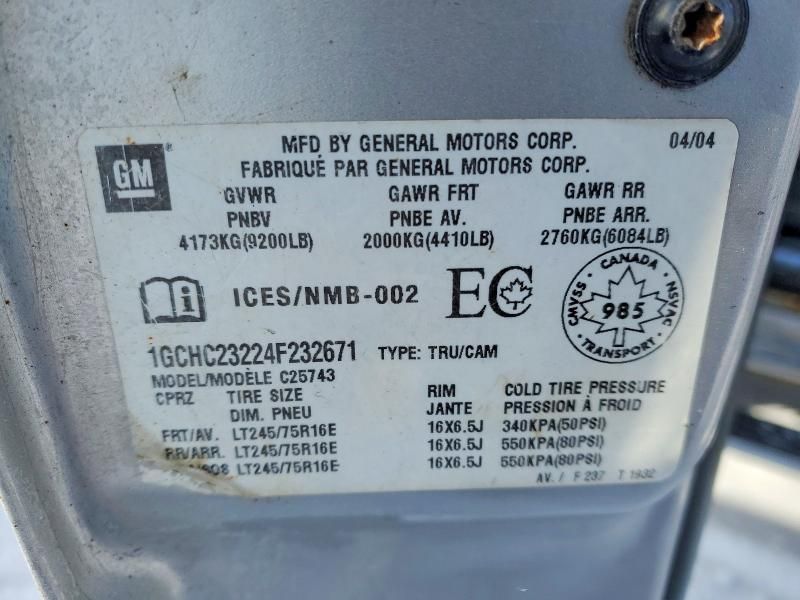 GM
MFD BY GENERAL MOTORS CORP. 04/04
FABRIQUÉ PAR GENERAL MOTORS CORP.
GVWR GAWR FRT GAWR RR
PNBV PNBE AV. PNBE ARR.
4173KG(9200LB) 2000KG(4410LB) 2760KG(6084LB)
ICES/NMB-002 EC
CANADA
CMVSS 985 NSVAC
TRANSPORT
1GCHC23224F232671 TYPE: TRU/CAM
MODEL/MODÈLE C25743
CPRZ TIRE SIZE RIM COLD TIRE PRESSURE
DIM. PNEU JANTE PRESSION À FROID
FRT/AV. LT245/75R16E 16X6.5J 340KPA(50PSI)
RR/ARR. LT245/75R16E 16X6.5J 550KPA(80PSI)
LT245/75R16E 16X6.5J 550KPA(80PSI)
AV. / F 237 T 1932